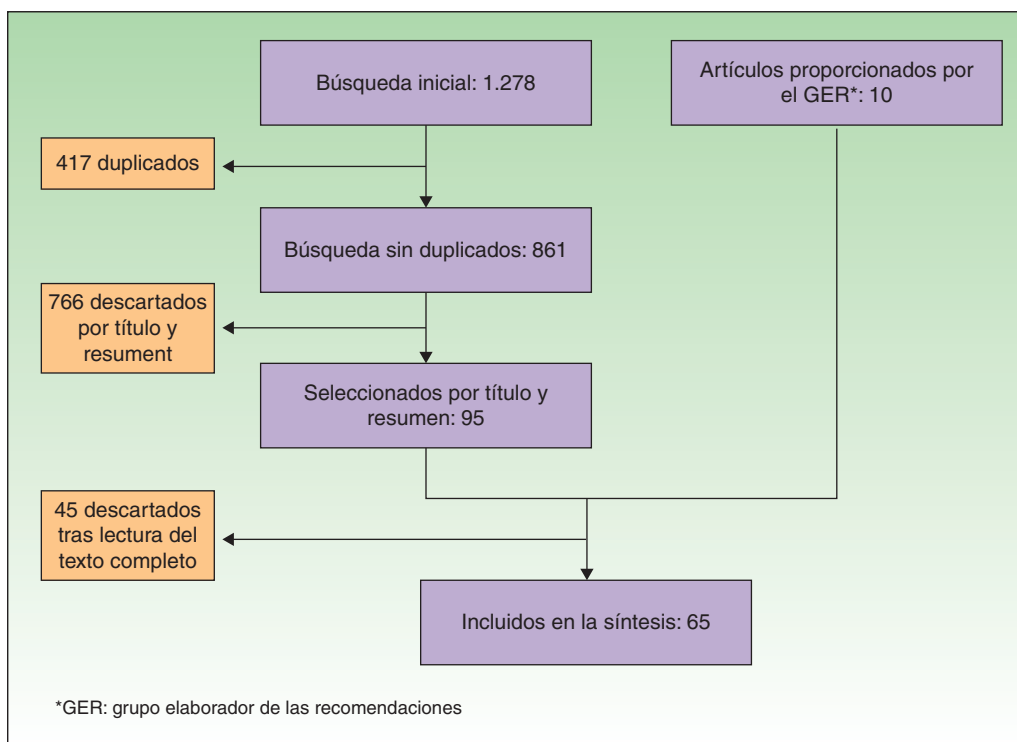 Búsqueda inicial: 1.278
Artículos proporcionados por
el GER*: 10
417 duplicados
Búsqueda sin duplicados: 861
766 descartados
por título y
resument
Seleccionados por título y
resumen: 95
45 descartados
tras lectura del
texto completo
Incluidos en la síntesis: 65
*GER: grupo elaborador de las recomendaciones